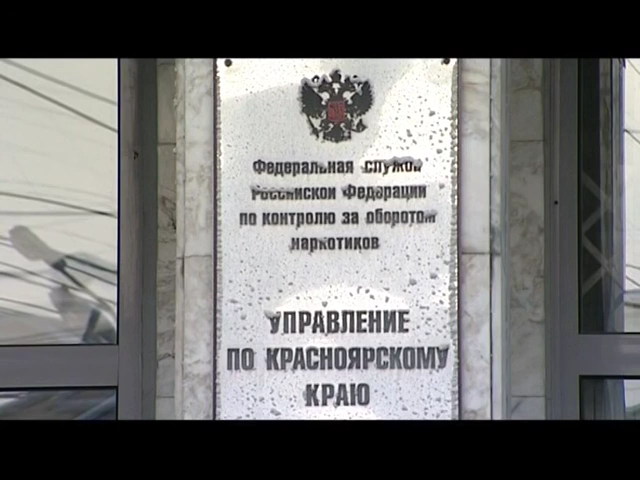 Федеральная служба
Российской Федерации
по контролю за оборотом
наркотиков
УПРАВЛЕНИЕ
ПО КРАСНОЯРСКОМУ
КРАЮ